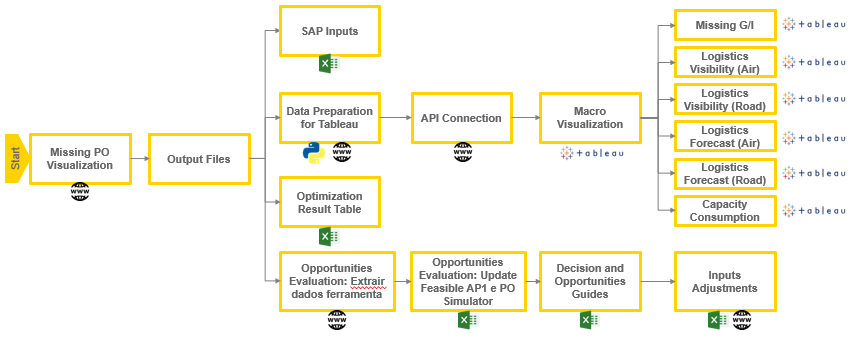 Start
Missing PO
Visualization
www
Output Files
SAP Inputs
X
Data Preparation
for Tableau
www
API Connection
www
Macro
Visualization
+ a b l e a u
Missing G/I
+ a b l e a u
Logistics
Visibility (Air)
+ a b l e a u
Logistics
Visibility (Road)
+ a b l e a u
Logistics
Forecast (Air)
+ a b l e a u
Logistics
Forecast (Road)
+ a b l e a u
Capacity
Consumption
+ a b l e a u
Optimization
Result Table
X
Opportunities
Evaluation: Extrair
dados ferramenta
www
Opportunities
Evaluation: Update
Feasible AP1 e PO
Simulator
X
Decision and
Opportunities
Guides
X
Inputs
Adjustments
X
www